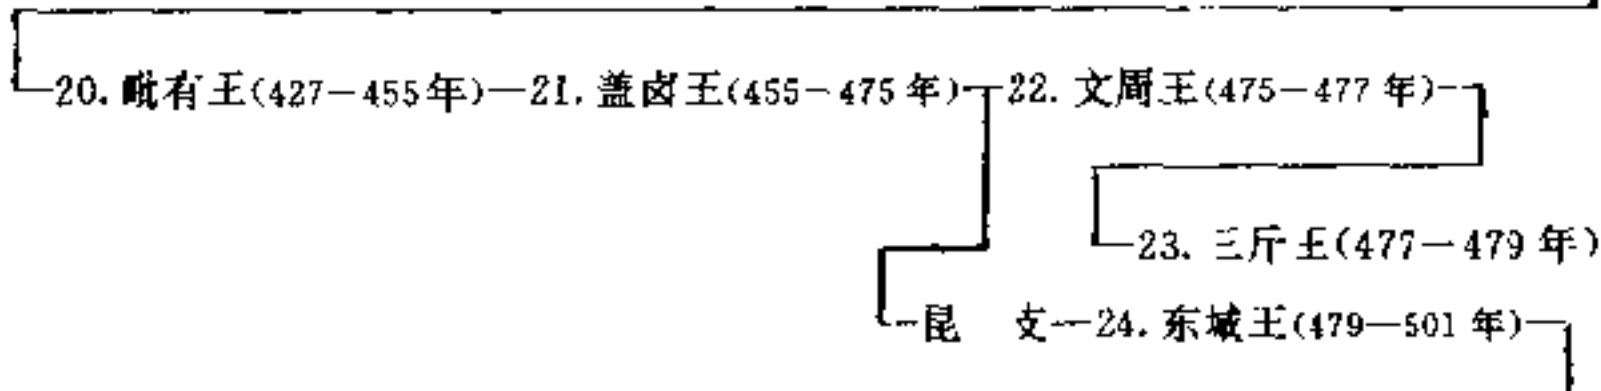 20. 毗有王(427—455年)—21. 盖卤王(455—475年)—22. 文周王(475—477年)
23. 三斤王(477—479年)
昆 支—24. 东城王(479—501年)